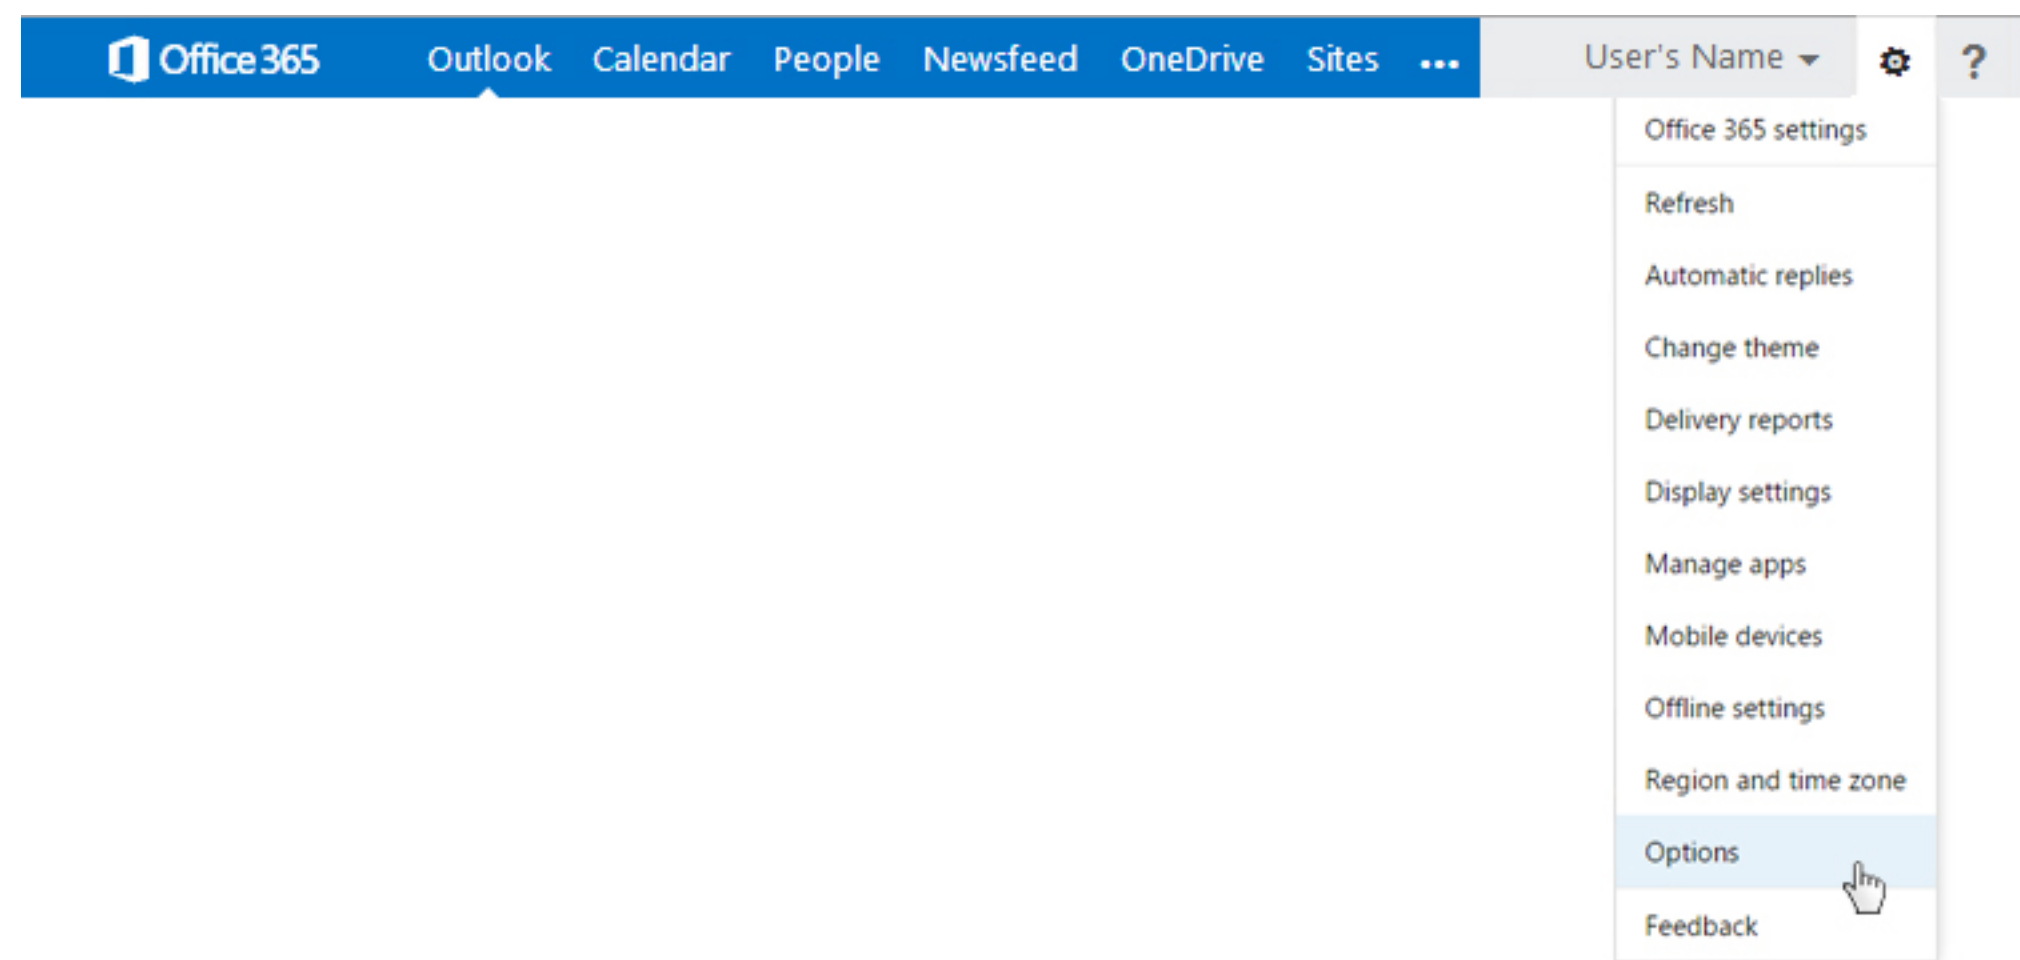 Office 365 Outlook Calendar People Newsfeed OneDrive Sites ... User's Name ?
Office 365 settings
Refresh
Automatic replies
Change theme
Delivery reports
Display settings
Manage apps
Mobile devices
Offline settings
Region and time zone
Options
Feedback